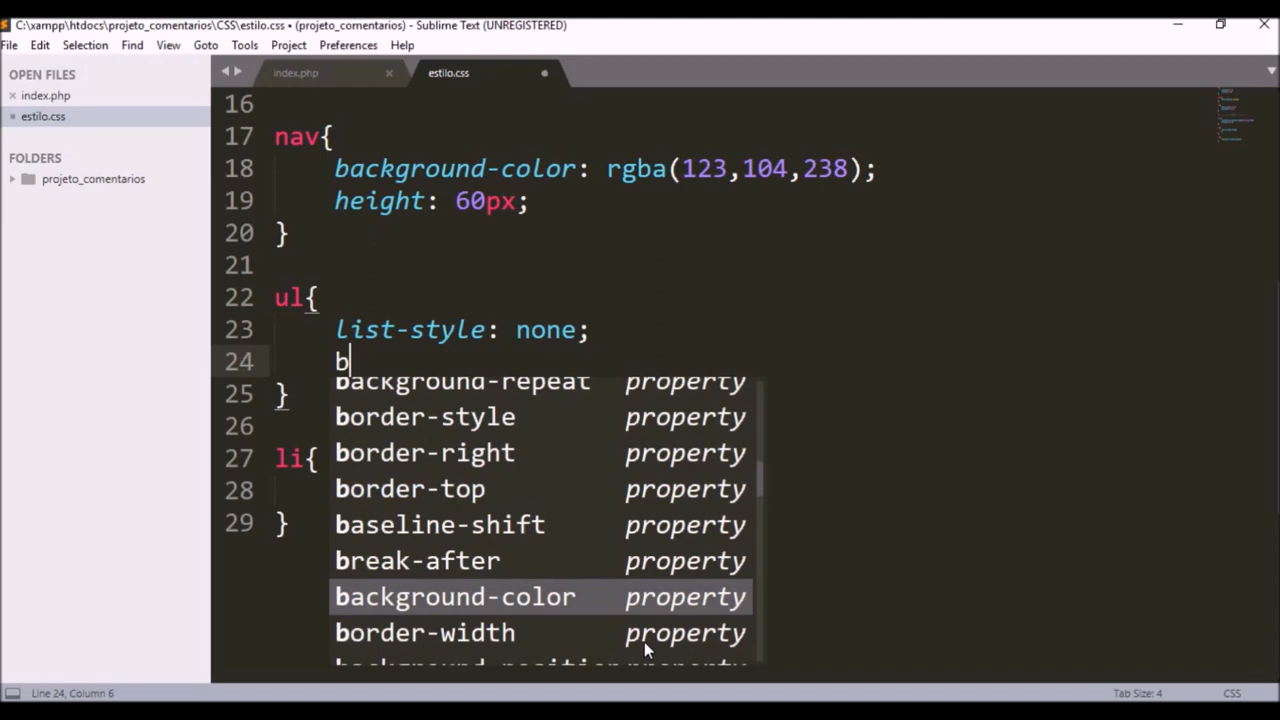 C:\xampp\htdocs\projeto_comentarios\CSS\estilo.css • (projeto_comentarios) - Sublime Text (UNREGISTERED)
File Edit Selection Find View Goto Tools Project Preferences Help
OPEN FILES
index.php
estilo.css
FOLDERS
projeto_comentarios
index.php estilo.css
16
17 nav{
18 background-color: rgba(123,104,238);
19 height: 60px;
20 }
21
22 ul{
23 list-style: none;
24 b
25 }
26
27 li{
28
29 }
background-repeat property
border-style property
border-right property
border-top property
baseline-shift property
break-after property
background-color property
border-width property
background-position property
Line 24, Column 6
Tab Size: 4
CSS